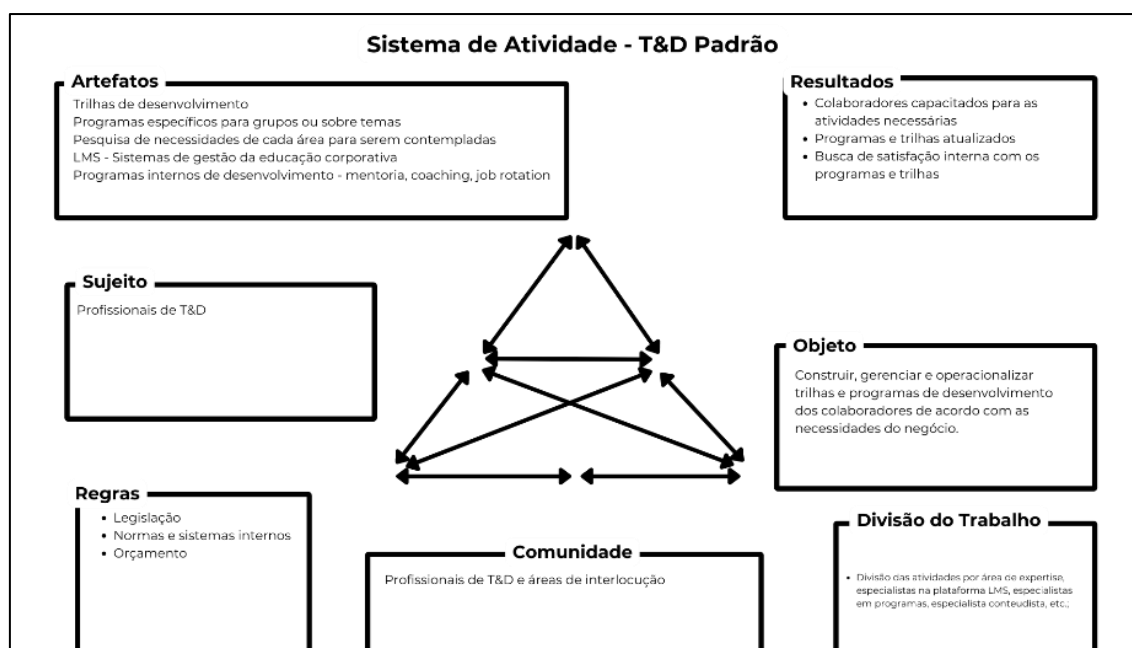 Sistema de Atividade - T&D Padrão
Artefatos
Trilhas de desenvolvimento
Programas específicos para grupos ou sobre temas
Pesquisa de necessidades de cada área para serem contempladas
LMS - Sistemas de gestão da educação corporativa
Programas internos de desenvolvimento - mentoria, coaching, job rotation
Resultados
• Colaboradores capacitados para as
atividades necessárias
• Programas e trilhas atualizados
• Busca de satisfação interna com os
programas e trilhas
Sujeito
Profissionais de T&D
Objeto
Construir, gerenciar e operacionalizar
trilhas e programas de desenvolvimento
dos colaboradores de acordo com as
necessidades do negócio.
Regras
• Legislação
• Normas e sistemas internos
• Orçamento
Comunidade
Profissionais de T&D e áreas de interlocução
Divisão do Trabalho
• Divisão das atividades por área de expertise,
especialistas na plataforma LMS, especialistas
em programas, especialista conteudista, etc.;